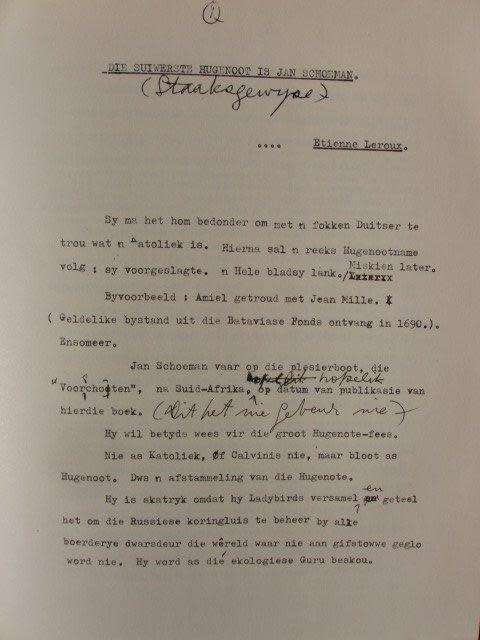 (1)
DIE SUIWERSTE HUGENOOT IS JAN SCHOEMAN.
(Staaksgewyse)
.... Etienne Leroux.
Sy ma het hom bedonder om met n fokken Duitser te
trou wat n Katoliek is. Hierna sal n reeks Hugenootname
volg : sy voorgeslagte. n Hele bladsy lank./ Miskien later.
Byvoorbeeld : Amiel getroud met Jean Mille.
( Geldelike bystand uit die Bataviase Fonds ontvang in 1690.).
Ensomeer.
Jan Schoeman vaar op die plesierboot, die
"Voorschoten", na Suid-Afrika, hopelik op datum van publikasie van
hierdie boek. (Dit het nie gebeur nie)
Hy wil betyds wees vir die groot Hugenote-fees.
Nie as Katoliek, Óf Calvinis nie, maar bloot as
Hugenoot. Dws n afstammeling van die Hugenote.
Hy is skatryk omdat hy Ladybirds versamel en geteel
het om die Russiese koringluis te beheer by alle
boerderye dwarsdeur die wêreld waar nie aan gifstowwe geglo
word nie. Hy word as dié ekologiese Guru beskou.